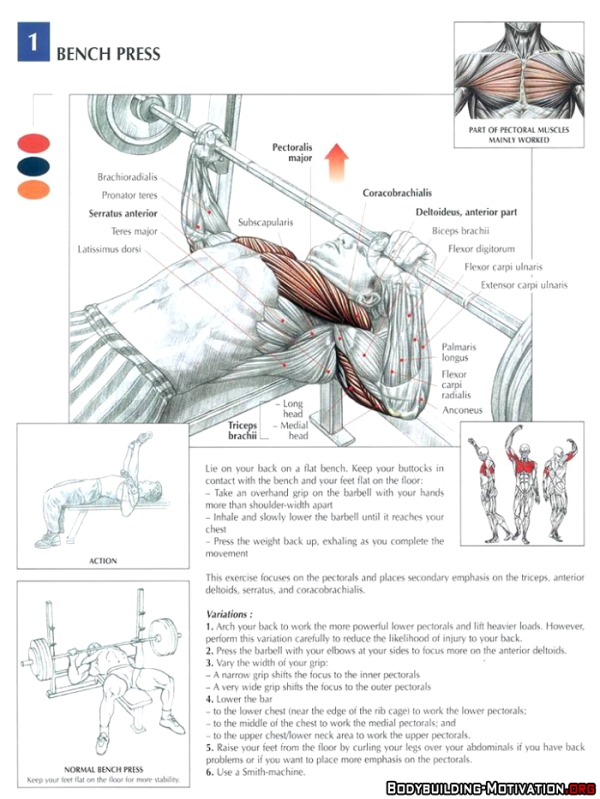 1
BENCH PRESS
PART OF PECTORAL MUSCLES
MAINLY WORKED
Pectoralis
major
Brachioradialis
Pronator teres
Serratus anterior
Teres major
Latissimus dorsi
Subscapularis
Coracobrachialis
Deltoideus, anterior part
Biceps brachii
Flexor digitorum
Flexor carpi ulnaris
Extensor carpi ulnaris
Palmaris
longus
Flexor
carpi
radialis
Anconeus
Triceps
brachii
– Long
head
– Medial
head
ACTION
Lie on your back on a flat bench. Keep your buttocks in
contact with the bench and your feet flat on the floor:
– Take an overhand grip on the barbell with your hands
more than shoulder-width apart
– Inhale and slowly lower the barbell until it reaches your
chest
– Press the weight back up, exhaling as you complete the
movement
This exercise focuses on the pectorals and places secondary emphasis on the triceps, anterior
deltoids, serratus, and coracobrachialis.
Variations :
1. Arch your back to work the more powerful lower pectorals and lift heavier loads. However,
perform this variation carefully to reduce the likelihood of injury to your back.
2. Press the barbell with your elbows at your sides to focus more on the anterior deltoids.
3. Vary the width of your grip:
– A narrow grip shifts the focus to the inner pectorals
– A very wide grip shifts the focus to the outer pectorals
4. Lower the bar
– to the lower chest (near the edge of the rib cage) to work the lower pectorals;
– to the middle of the chest to work the medial pectorals; and
– to the upper chest/lower neck area to work the upper pectorals.
5. Raise your feet from the floor by curling your legs over your abdominals if you have back
problems or if you want to place more emphasis on the pectorals.
6. Use a Smith-machine.
NORMAL BENCH PRESS
Keep your feet flat on the floor for more stability.
BODYBUILDING-MOTIVATION.ORG